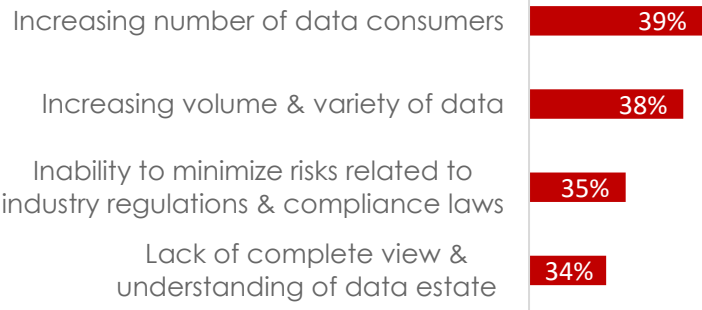 Increasing number of data consumers
39%
Increasing volume & variety of data
38%
Inability to minimize risks related to
industry regulations & compliance laws
35%
Lack of complete view &
understanding of data estate
34%